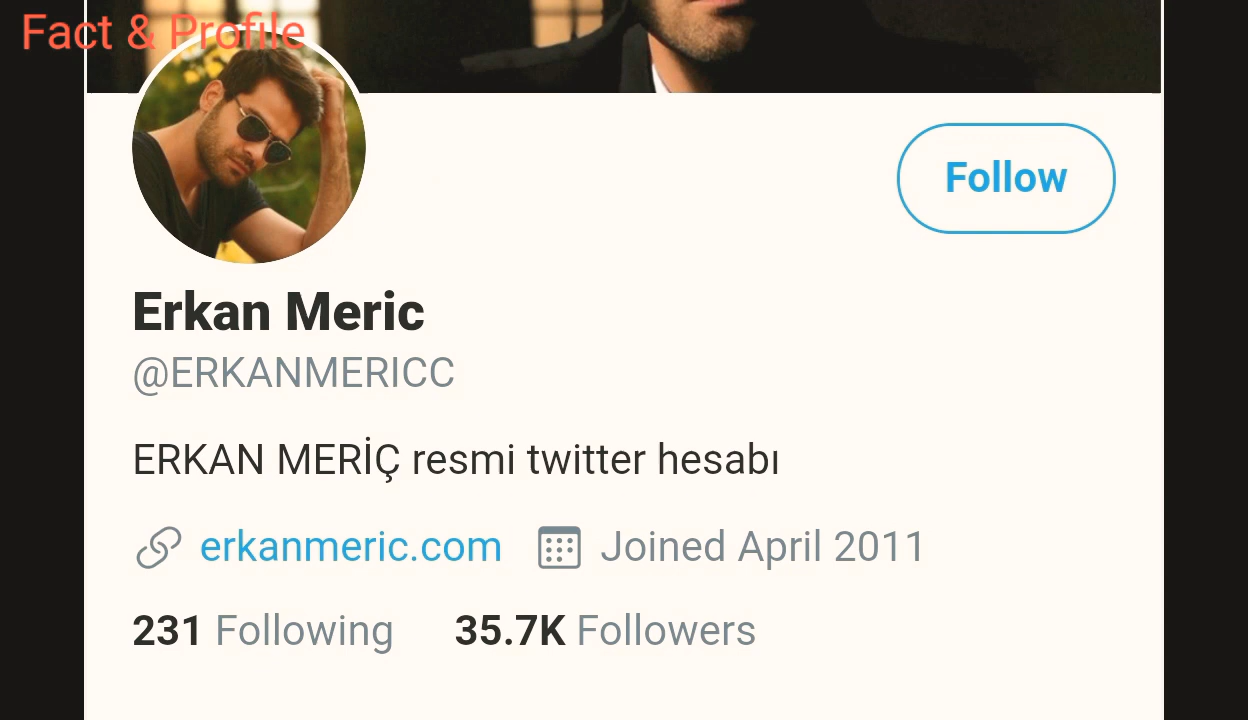 Fact & Profile
Follow
Erkan Meric
@ERKANMERICC
ERKAN MERİÇ resmi twitter hesabı
erkanmeric.com Joined April 2011
231 Following 35.7K Followers